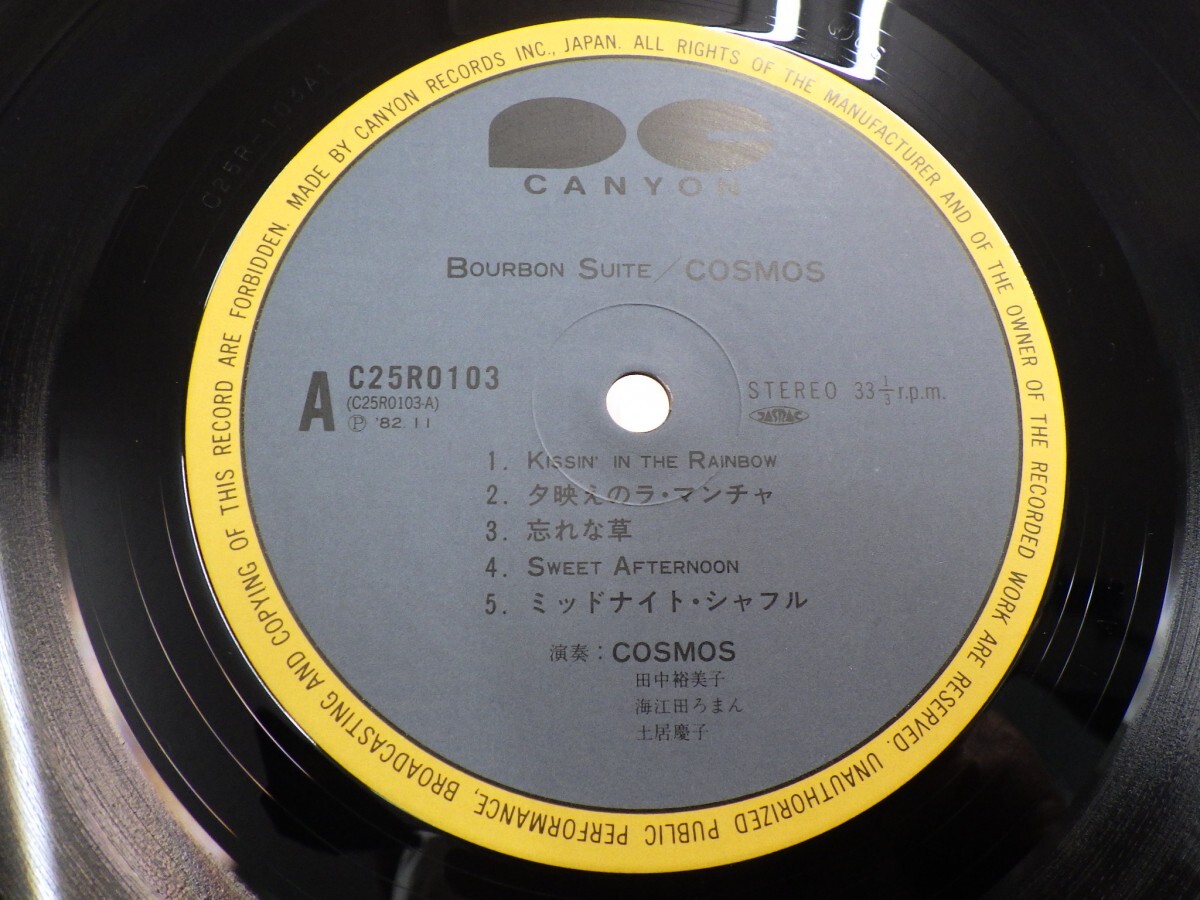 MADE BY CANYON RECORDS INC., JAPAN. ALL RIGHTS OF THE MANUFACTURER AND OF THE OWNER OF THE RECORDED WORK ARE RESERVED. UNAUTHORIZED PUBLIC PERFORMANCE, BROADCASTING AND COPYING OF THIS RECORD ARE FORBIDDEN.
CANYON
BOURBON SUITE／COSMOS
A
C25R0103
(C25R0103-A)
Ⓟ '82.11
STEREO 33 1/3 r.p.m.
JASRAC
1. KISSIN' IN THE RAINBOW
2. 夕映えのラ・マンチャ
3. 忘れな草
4. SWEET AFTERNOON
5. ミッドナイト・シャフル
演奏：COSMOS
田中裕美子
海江田ろまん
土居慶子